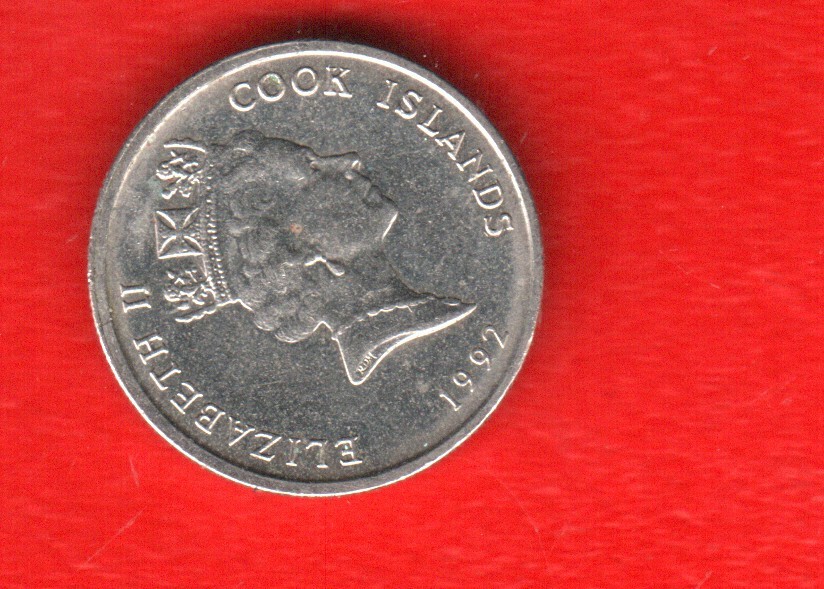 ELIZABETH II
COOK ISLANDS
1992